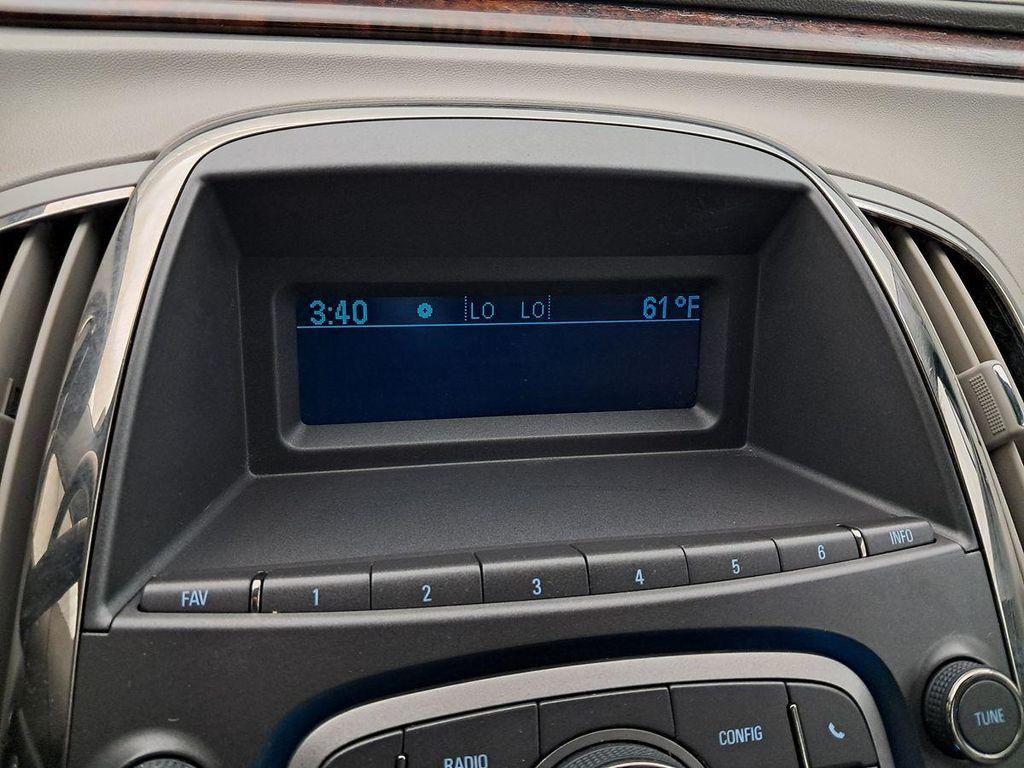 3:40 LO LO 61°F
FAV 1 2 3 4 5 6 INFO
RADIO CONFIG TUNE